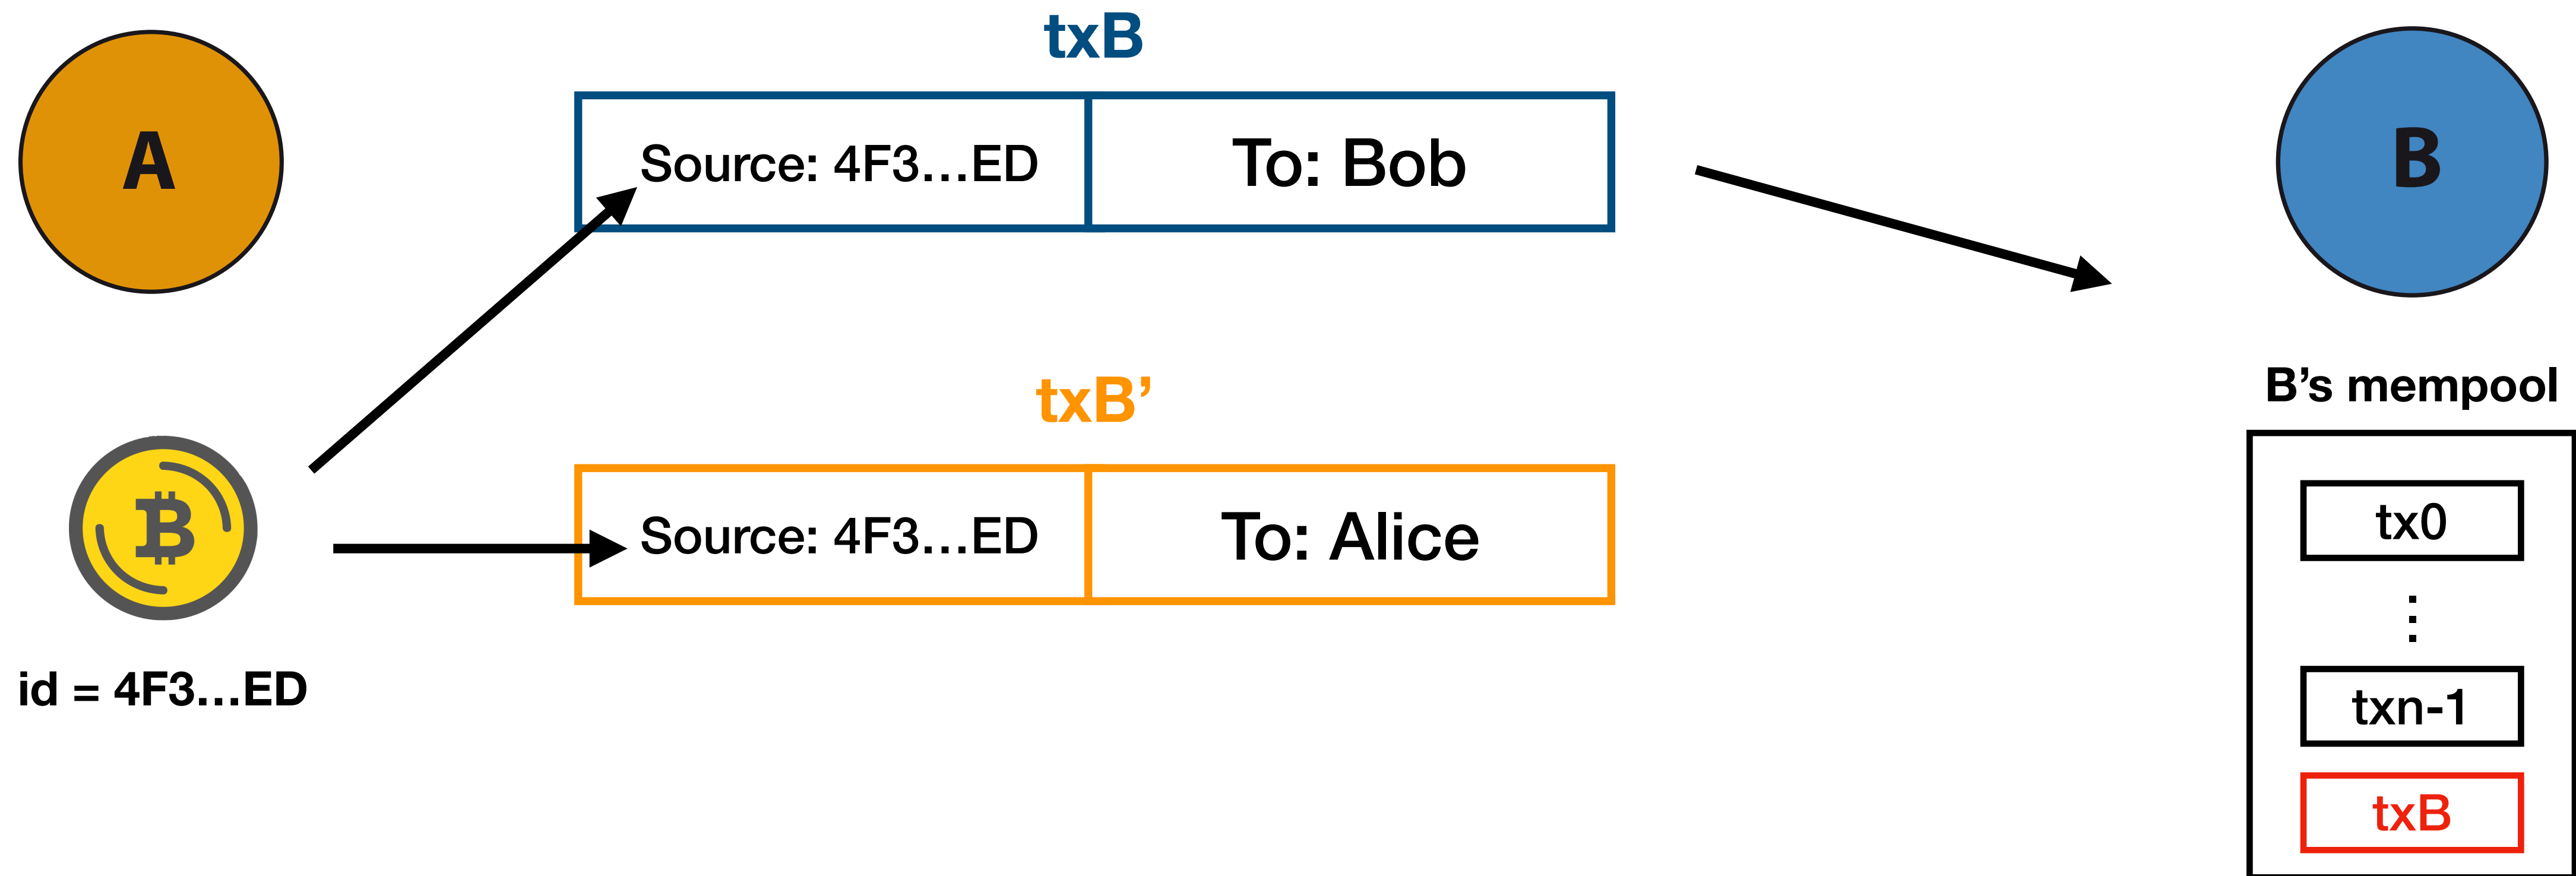 txB
A
Source: 4F3...ED
To: Bob
B
txB’
B’s mempool
Source: 4F3...ED
To: Alice
tx0
id = 4F3...ED
txn-1
txB